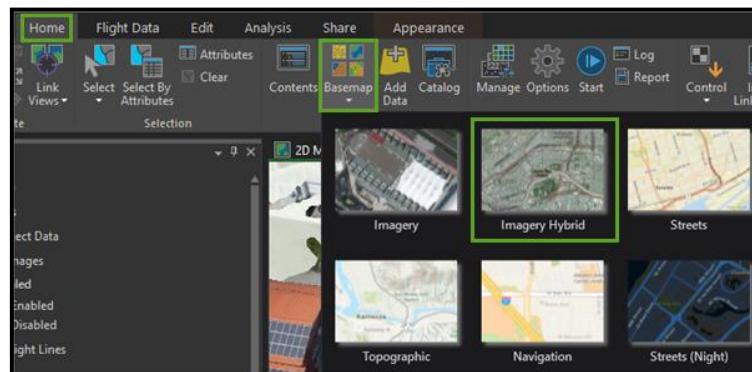 Home Flight Data Edit Analysis Share Appearance
Link Views
Select
Select By Attributes
Attributes
Clear
Selection
Contents
Basemap
Add Data
Catalog
Manage
Options
Start
Log
Report
Control
2D M
ect Data
nages
led
Enabled
Disabled
ight Lines
Imagery
Imagery Hybrid
Streets
Topographic
Navigation
Streets (Night)